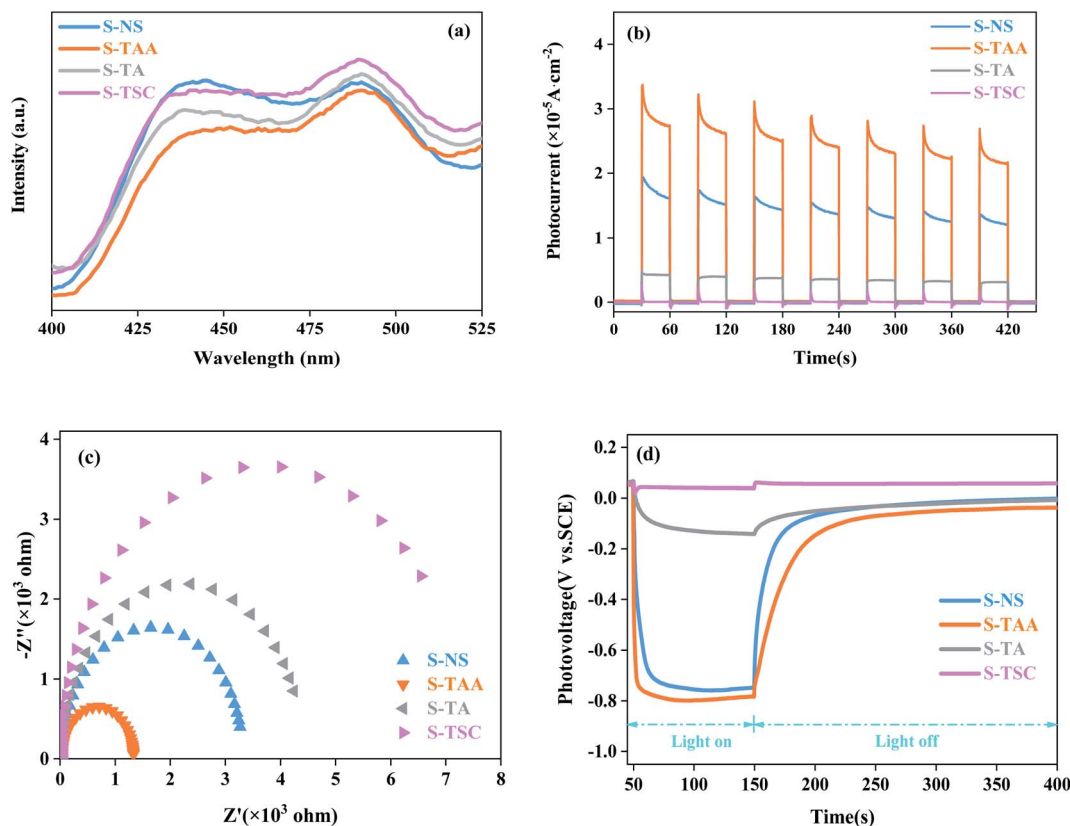 (a)
S-NS
S-TAA
S-TA
S-TSC
Intensity (a.u.)
400 425 450 475 500 525
Wavelength (nm)
(b)
S-NS
S-TAA
S-TA
S-TSC
Photocurrent (×10⁻⁵A·cm⁻²)
4
3
2
1
0
0 60 120 180 240 300 360 420
Time(s)
(c)
-Z''(×10³ ohm)
4
3
2
1
0
S-NS
S-TAA
S-TA
S-TSC
0 1 2 3 4 5 6 7 8
Z'(×10³ ohm)
(d)
Photovoltage(V vs.SCE)
0.2
0.0
-0.2
-0.4
-0.6
-0.8
-1.0
S-NS
S-TAA
S-TA
S-TSC
Light on Light off
50 100 150 200 250 300 350 400
Time(s)